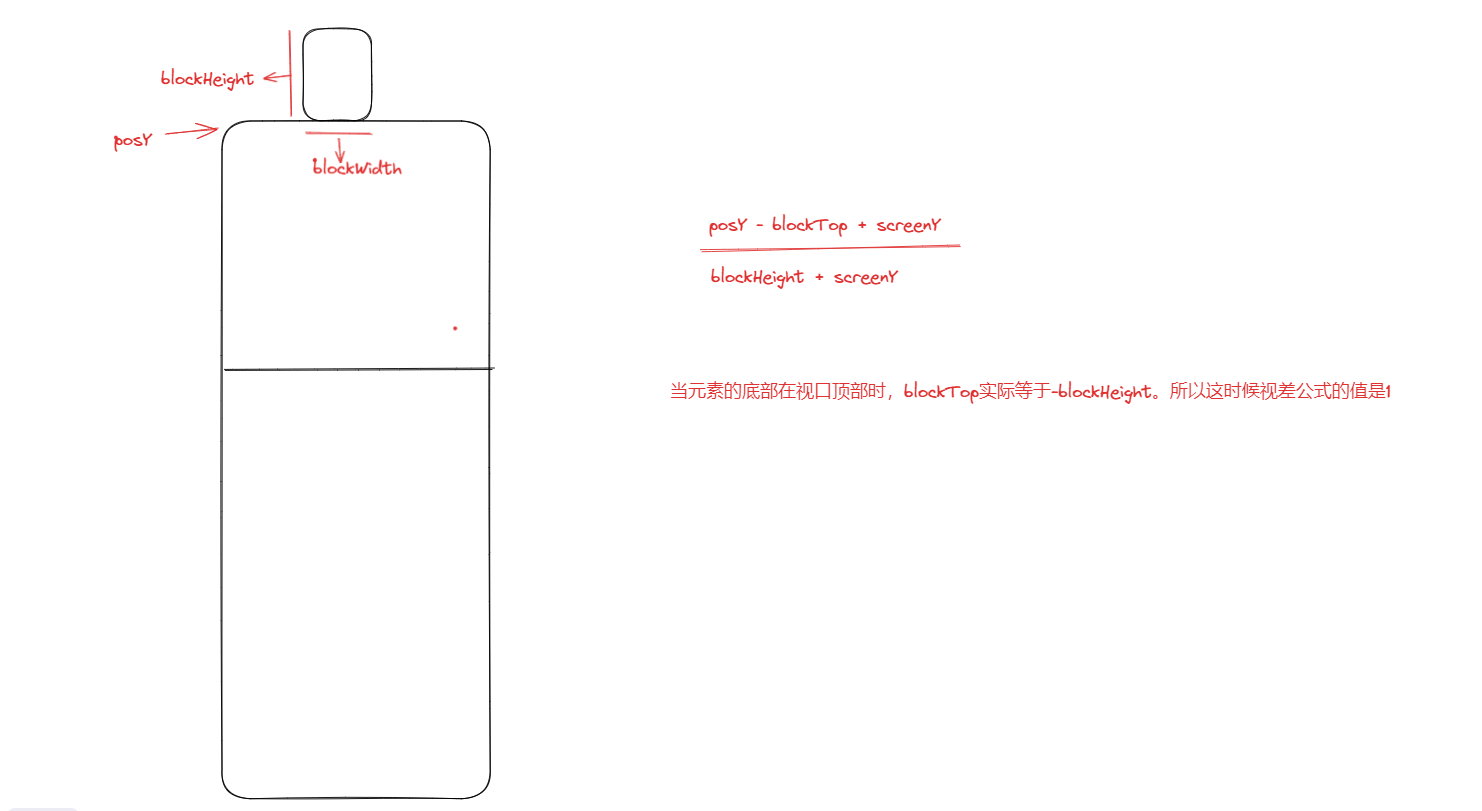 blockHeight
posY
blockWidth
posY - blockTop + screenY
blockHeight + screenY
当元素的底部在视口顶部时，blockTop实际等于-blockHeight。所以这时候视差公式的值是1